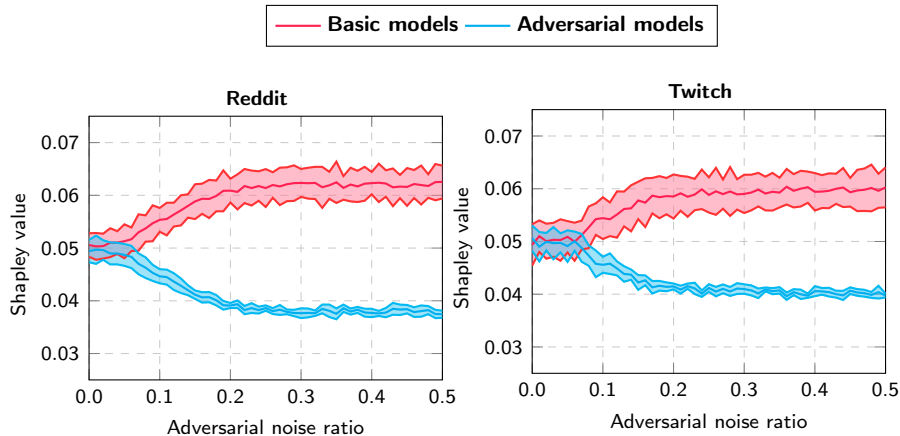 Basic models Adversarial models
Reddit
Twitch
Shapley value
0.07
0.06
0.05
0.04
0.03
0.0 0.1 0.2 0.3 0.4 0.5
Adversarial noise ratio
Shapley value
0.07
0.06
0.05
0.04
0.03
0.0 0.1 0.2 0.3 0.4 0.5
Adversarial noise ratio